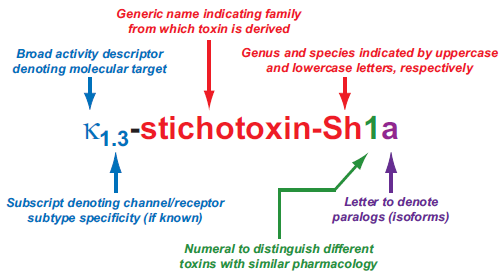 Generic name indicating family
from which toxin is derived
Broad activity descriptor
denoting molecular target
Genus and species indicated by uppercase
and lowercase letters, respectively
κ1.3-stichotoxin-Sh1a
Subscript denoting channel/receptor
subtype specificity (if known)
Letter to denote
paralogs (isoforms)
Numeral to distinguish different
toxins with similar pharmacology